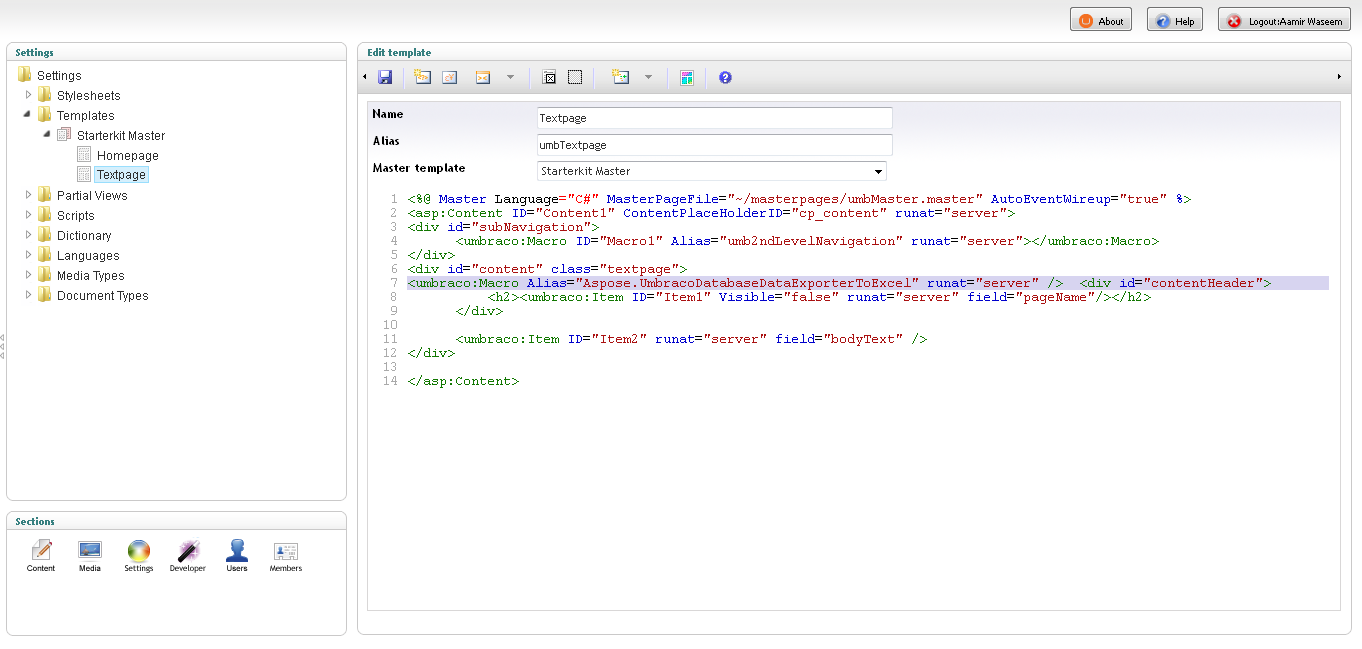 About
Help
Logout:Aamir Waseem
Settings
Settings
Stylesheets
Templates
Starterkit Master
Homepage
Textpage
Partial Views
Scripts
Dictionary
Languages
Media Types
Document Types
Sections
Content
Media
Settings
Developer
Users
Members
Edit template
Name
Textpage
Alias
umbTextpage
Master template
Starterkit Master
1 <%@ Master Language="C#" MasterPageFile="~/masterpages/umbMaster.master" AutoEventWireup="true" %>
2 <asp:Content ID="Content1" ContentPlaceHolderID="cp_content" runat="server">
3 <div id="subNavigation">
4 <umbraco:Macro ID="Macro1" Alias="umb2ndLevelNavigation" runat="server"></umbraco:Macro>
5 </div>
6 <div id="content" class="textpage">
7 <umbraco:Macro Alias="Aspose.UmbracoDatabaseDataExporterToExcel" runat="server" /> <div id="contentHeader">
8 <h2><umbraco:Item ID="Item1" Visible="false" runat="server" field="pageName"/></h2>
9 </div>
10
11 <umbraco:Item ID="Item2" runat="server" field="bodyText" />
12 </div>
13
14 </asp:Content>